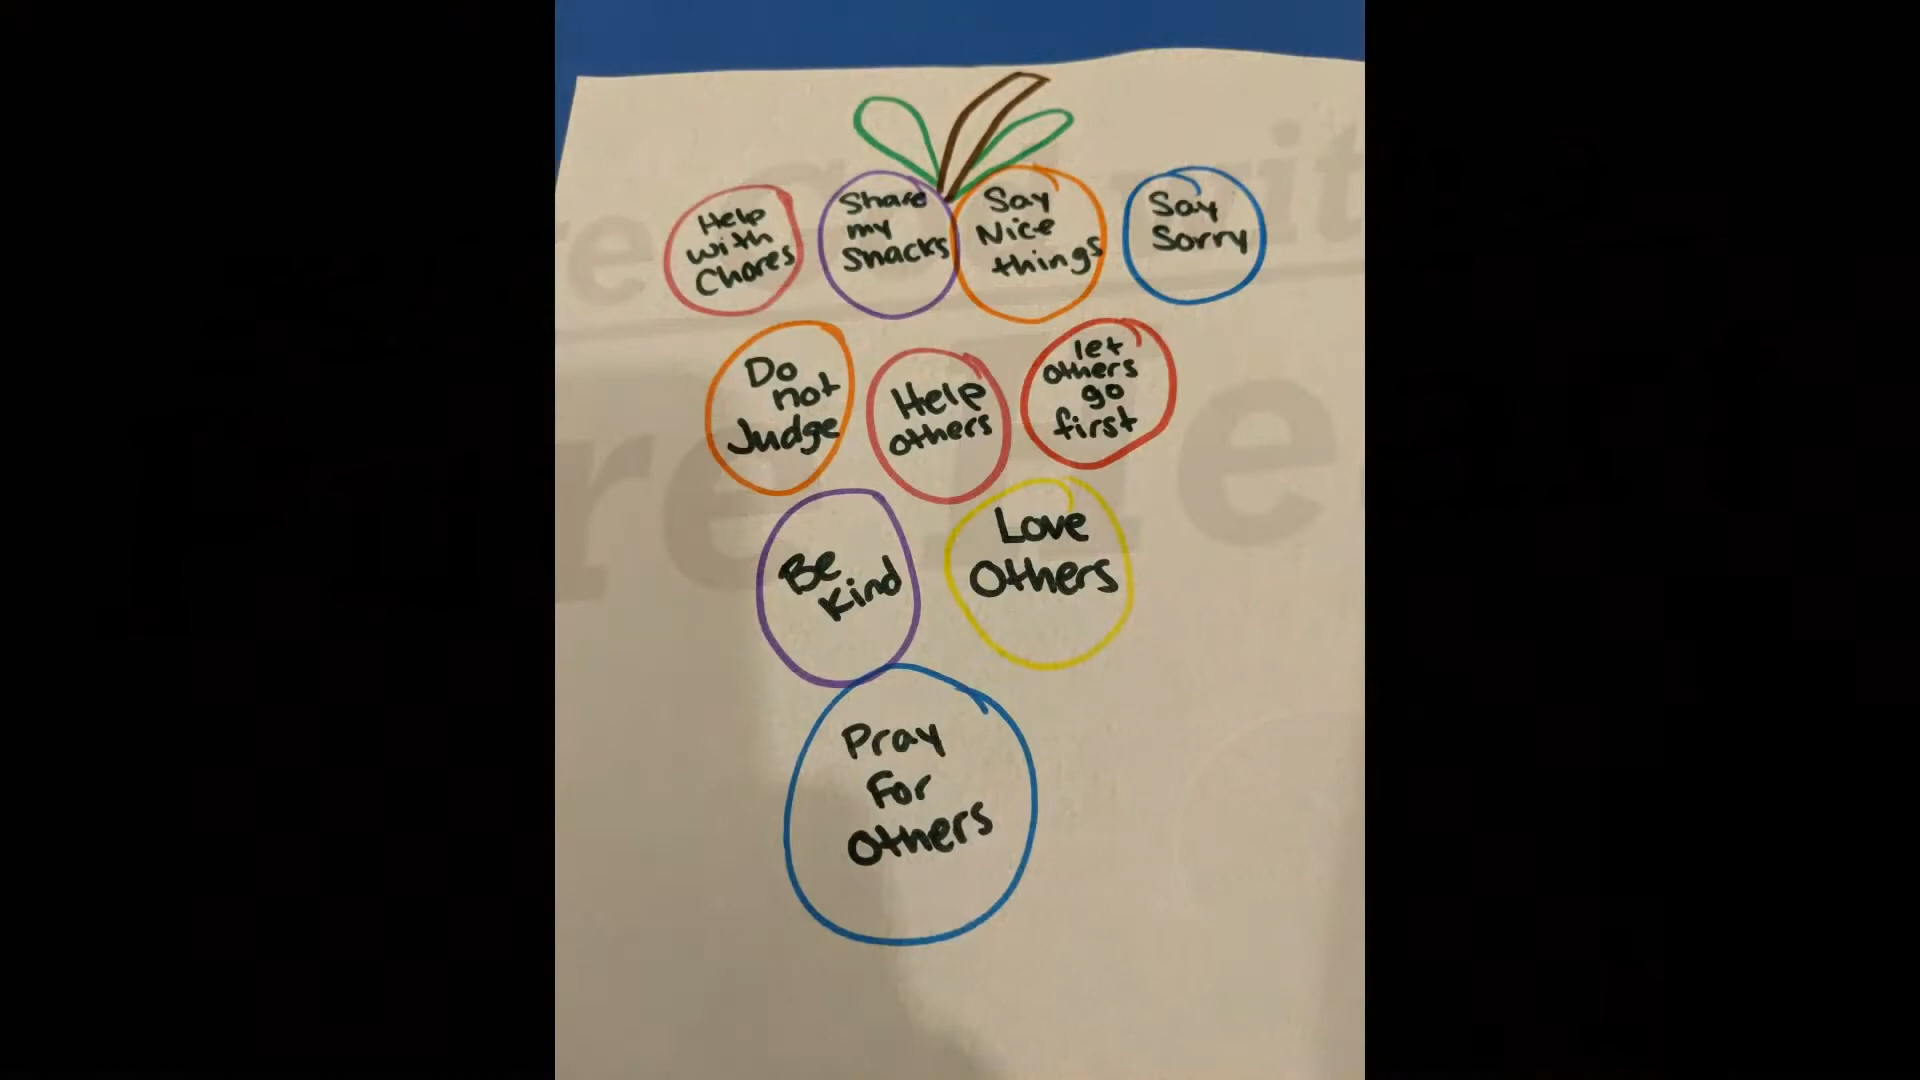 Help
with
Chores
Share
my
Snacks
Say
Nice
things
Say
Sorry
Do
not
Judge
Help
others
let
others
go
first
Be
Kind
Love
Others
Pray
For
Others